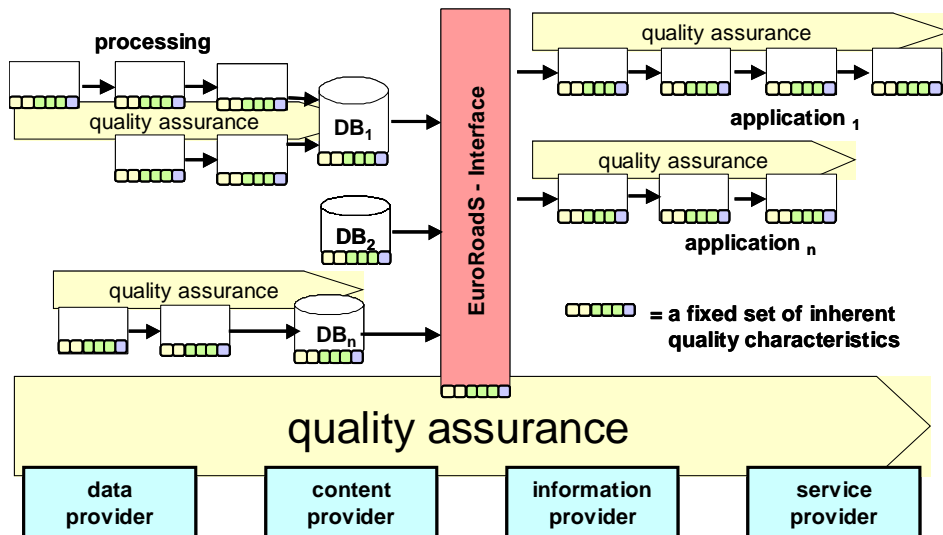 processing
quality assurance
DB1
DB2
quality assurance
DBn
EuroRoadS - Interface
quality assurance
application 1
quality assurance
application n
= a fixed set of inherent
quality characteristics
quality assurance
data
provider
content
provider
information
provider
service
provider